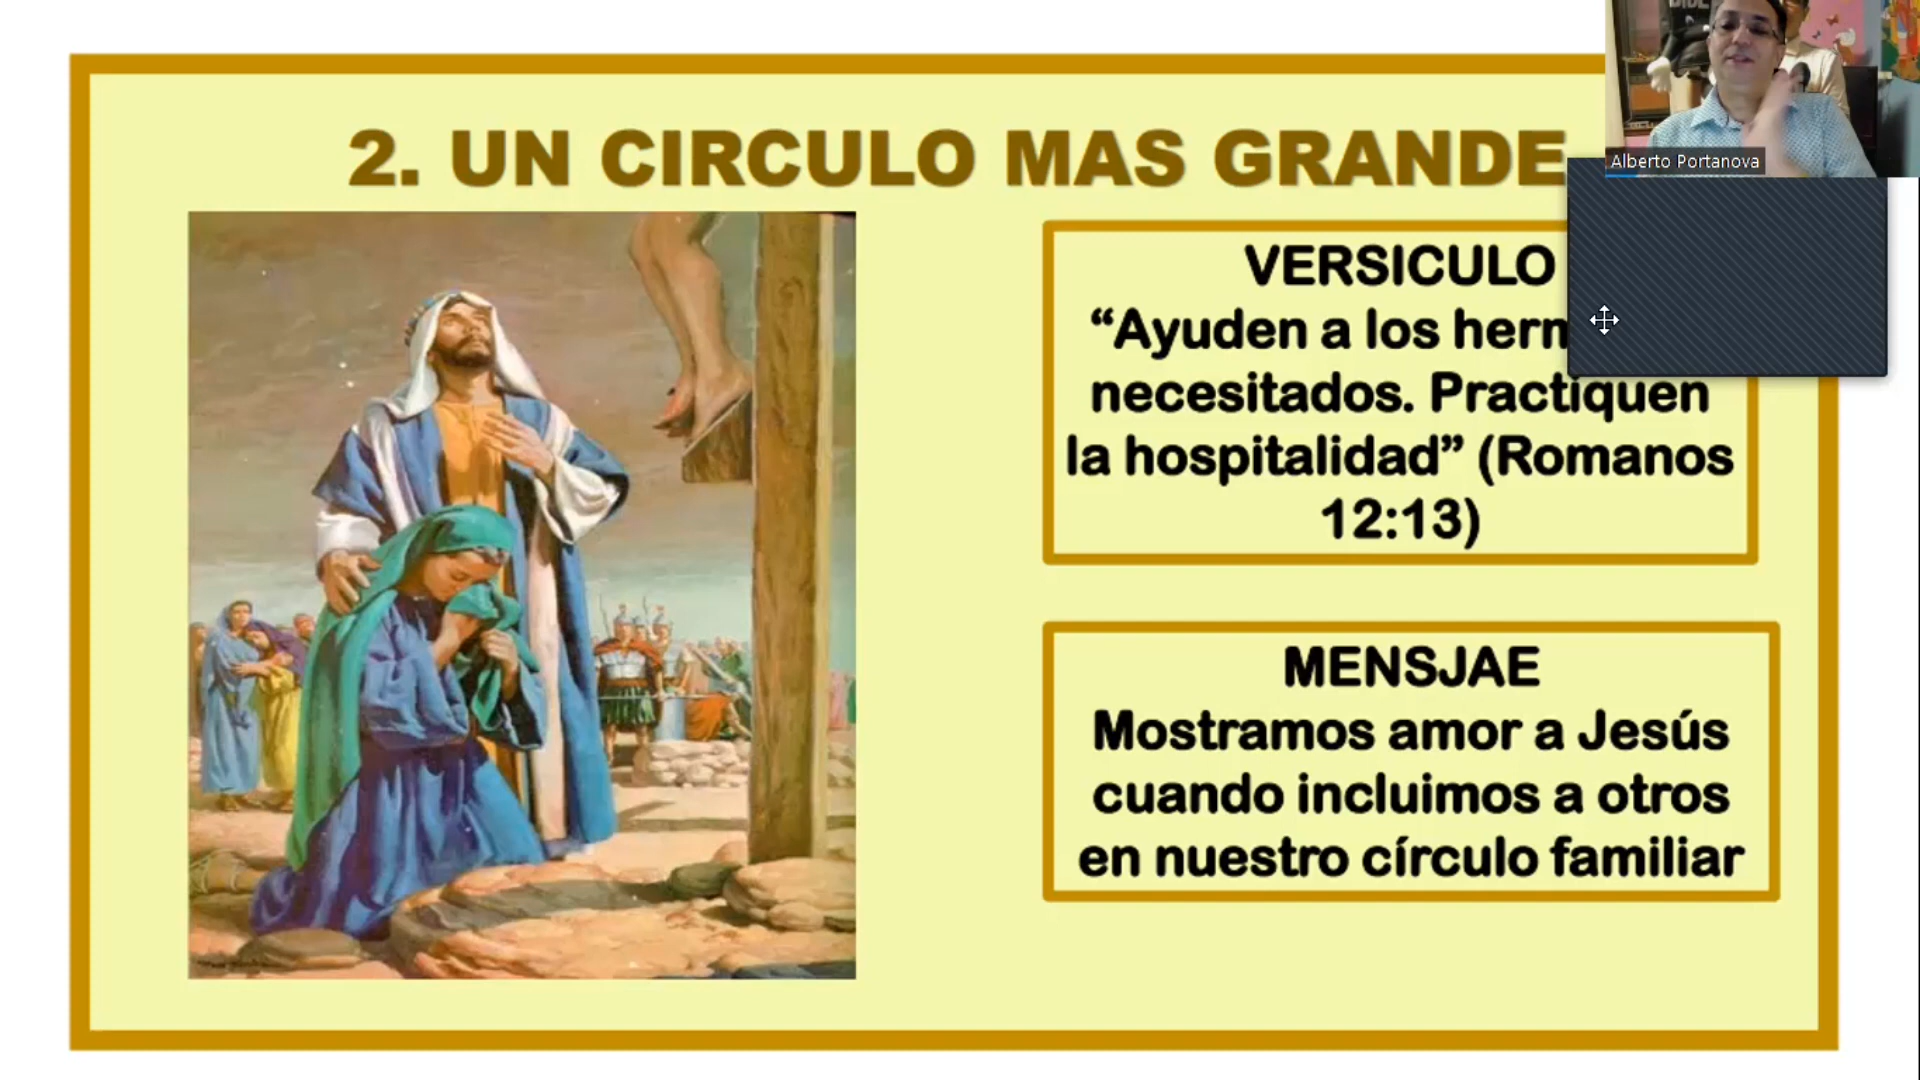 2. UN CIRCULO MAS GRANDE
Alberto Portanova
VERSICULO
“Ayuden a los
necesitados. Practiquen
la hospitalidad” (Romanos
12:13)
MENSJAE
Mostramos amor a Jesús
cuando incluimos a otros
en nuestro círculo familiar